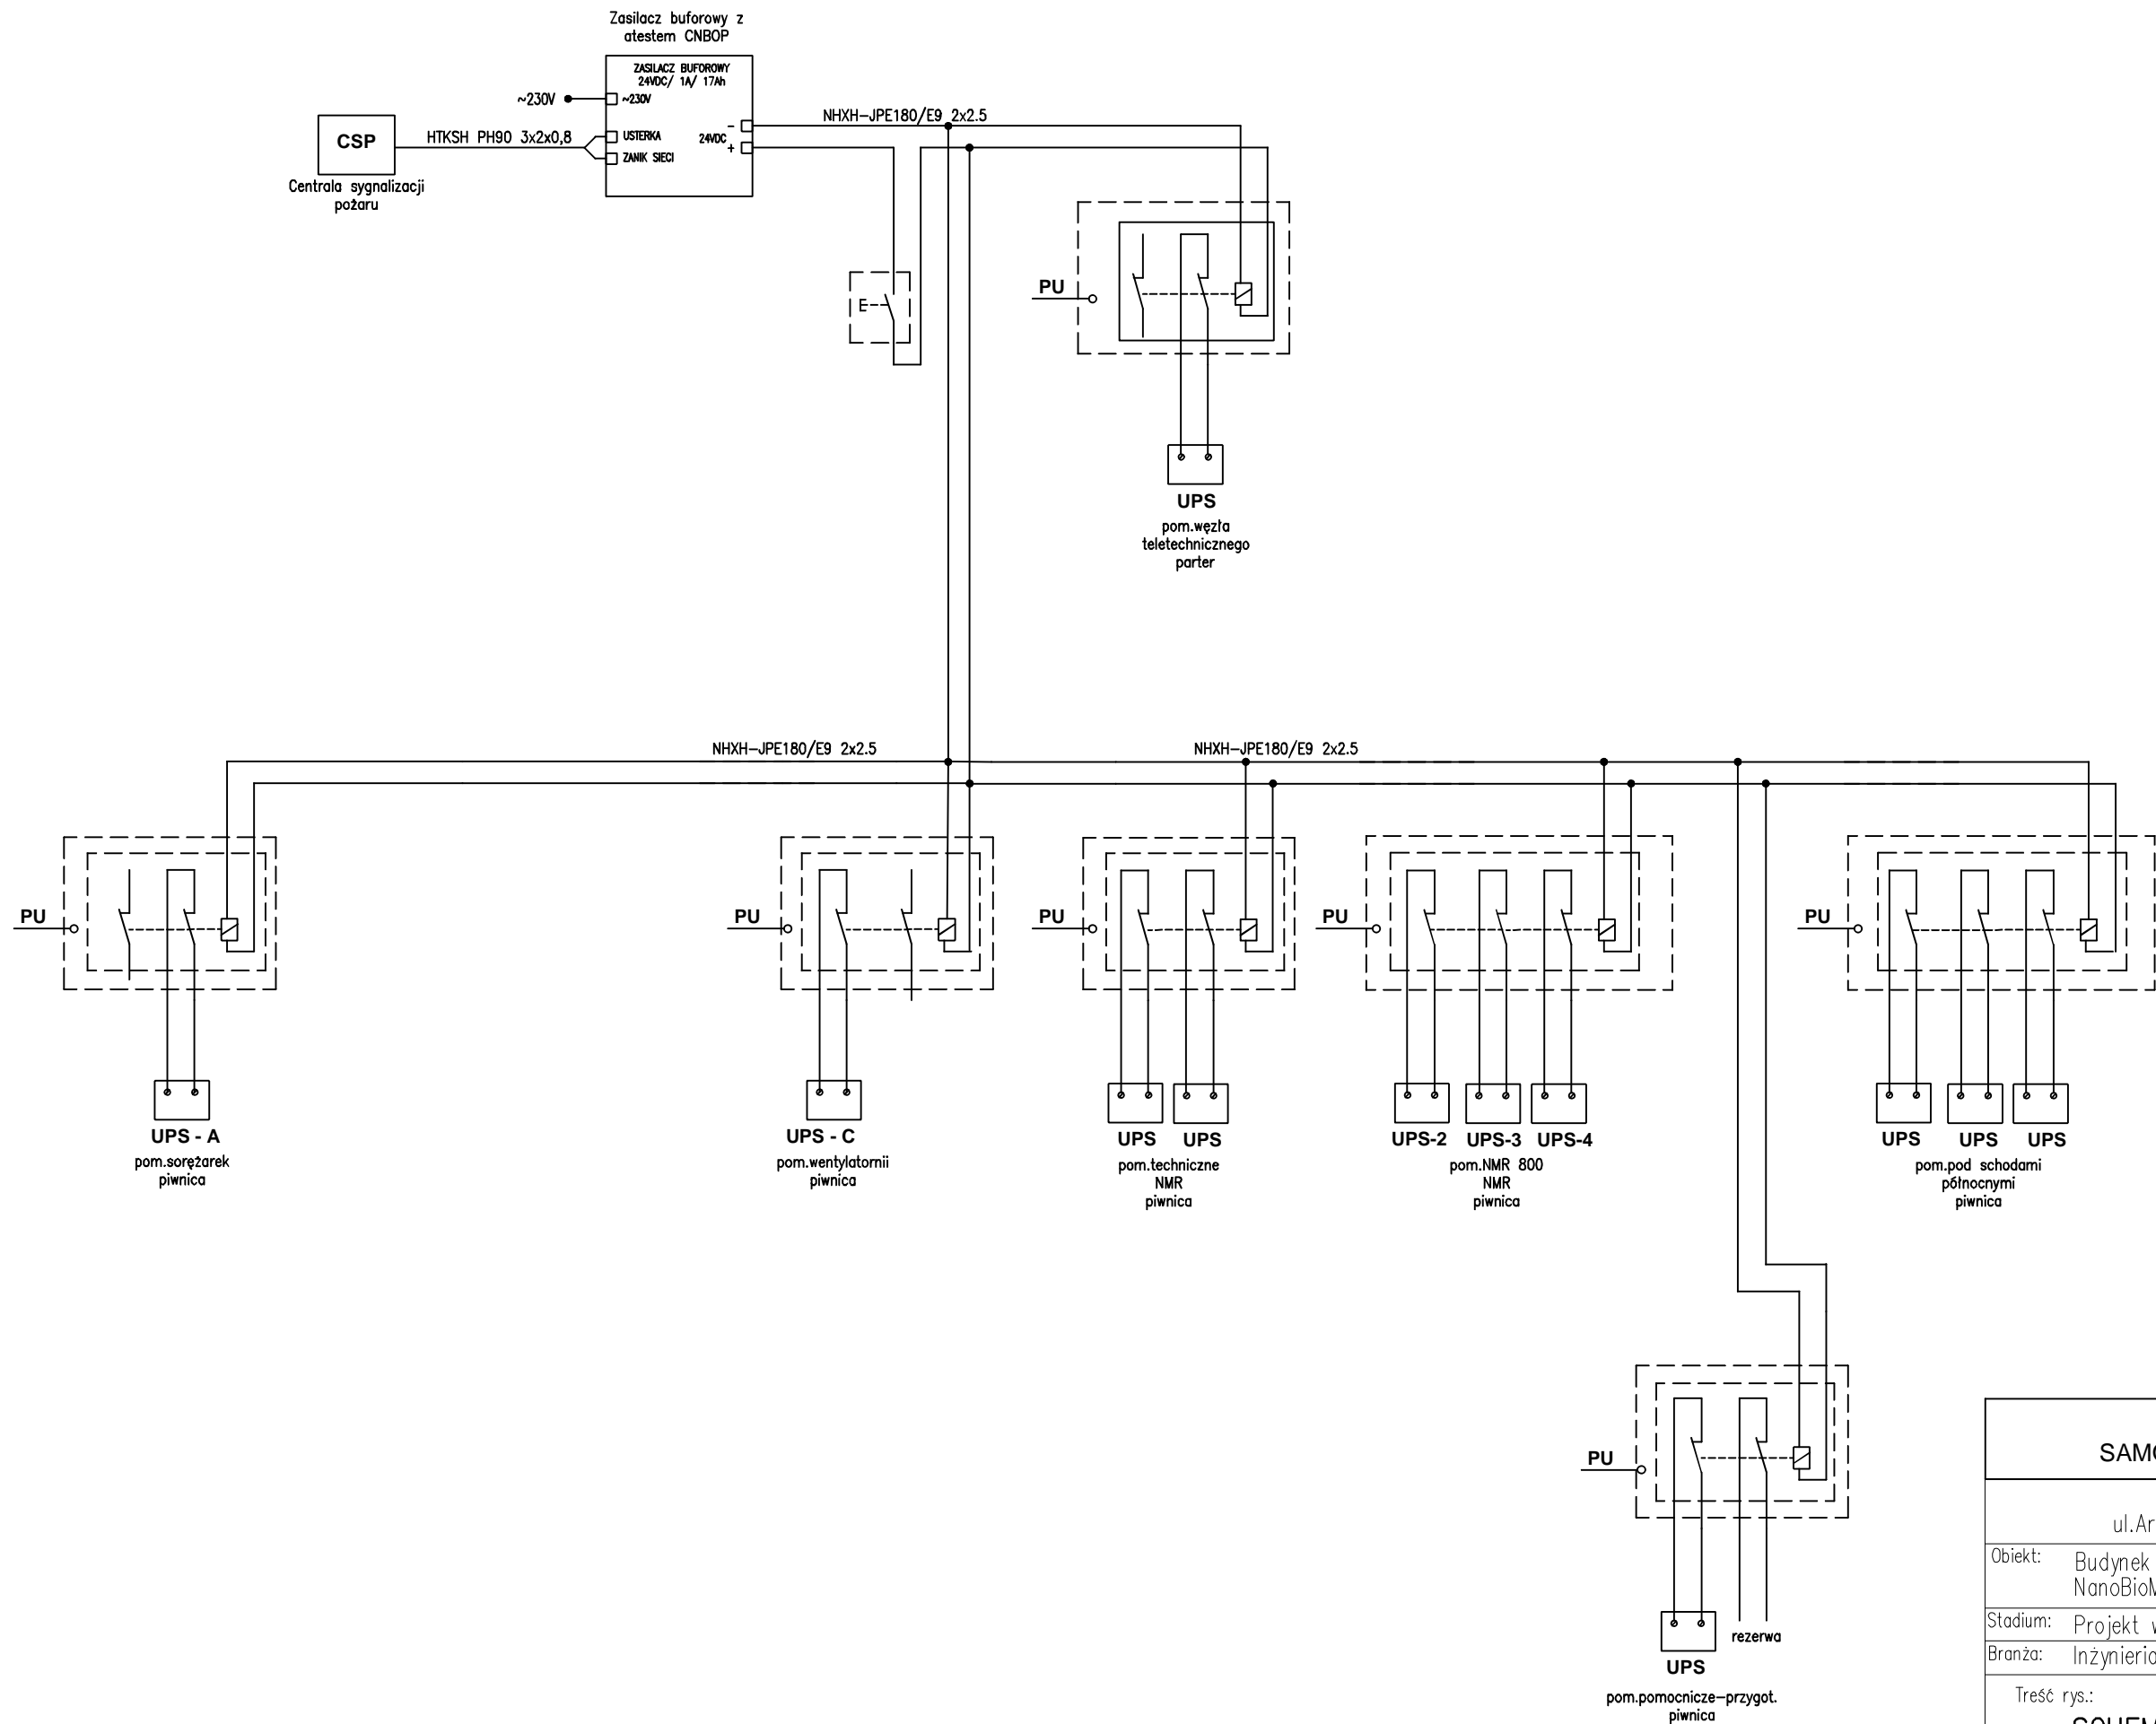 Zasilacz buforowy z
atestem CNBOP
ZASILACZ BUFOROWY
24VDC/ 1A/ 17Ah
~230V
~230V
NHXH-JPE180/E9 2x2.5
CSP
HTKSH PH90 3x2x0,8
USTERKA
ZANIK SIECI
24VDC
-
+
Centrala sygnalizacji
pożaru
PU
UPS
pom.węzła
teletechnicznego
parter
NHXH-JPE180/E9 2x2.5
NHXH-JPE180/E9 2x2.5
PU
PU
PU
PU
PU
UPS - A
pom.sorężarek
piwnica
UPS - C
pom.wentylatornii
piwnica
UPS
UPS
pom.techniczne
NMR
piwnica
UPS-2
UPS-3
UPS-4
pom.NMR 800
NMR
piwnica
UPS
UPS
UPS
pom.pod schodami
północnymi
piwnica
PU
UPS
rezerwa
pom.pomocnicze-przygot.
piwnica
ul.Ar
Obiekt:
Budynek
Stadium:
Projekt
Branża:
Treść rys.: